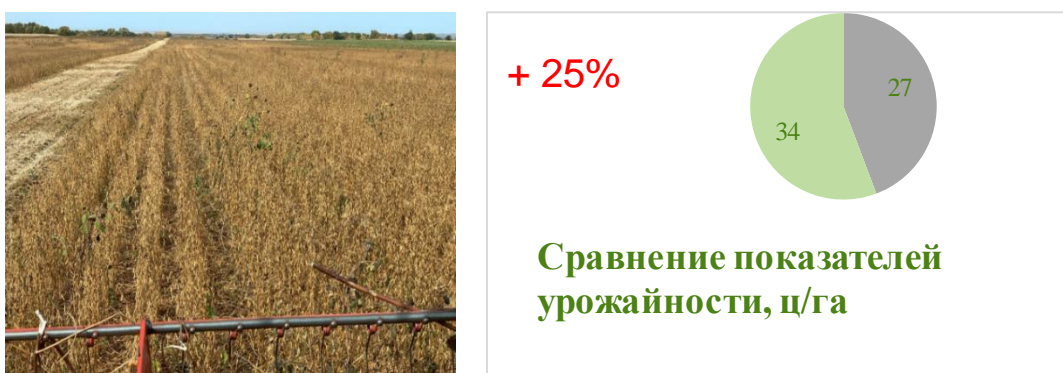 + 25%
27
34
Сравнение показателей
урожайности, ц/га